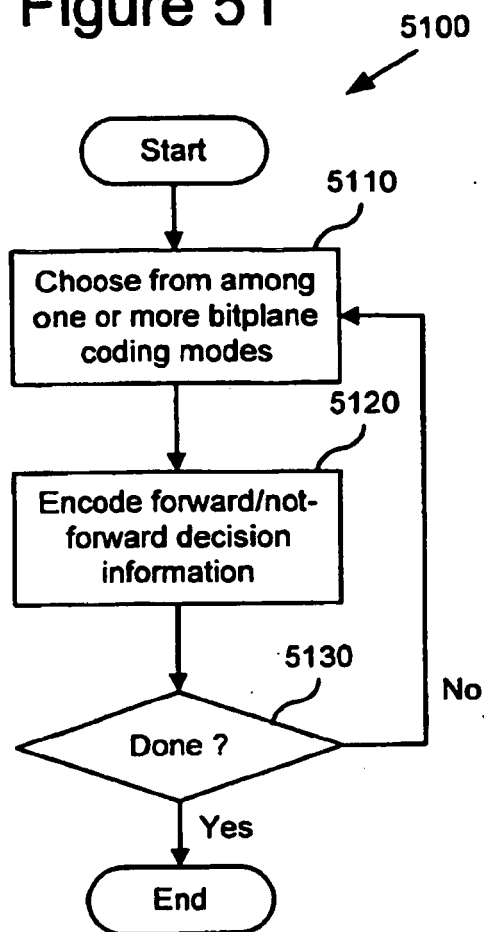 Figure 51
5100
Start
5110
Choose from among
one or more bitplane
coding modes
5120
Encode forward/not-
forward decision
information
5130
Done ?
No
Yes
End